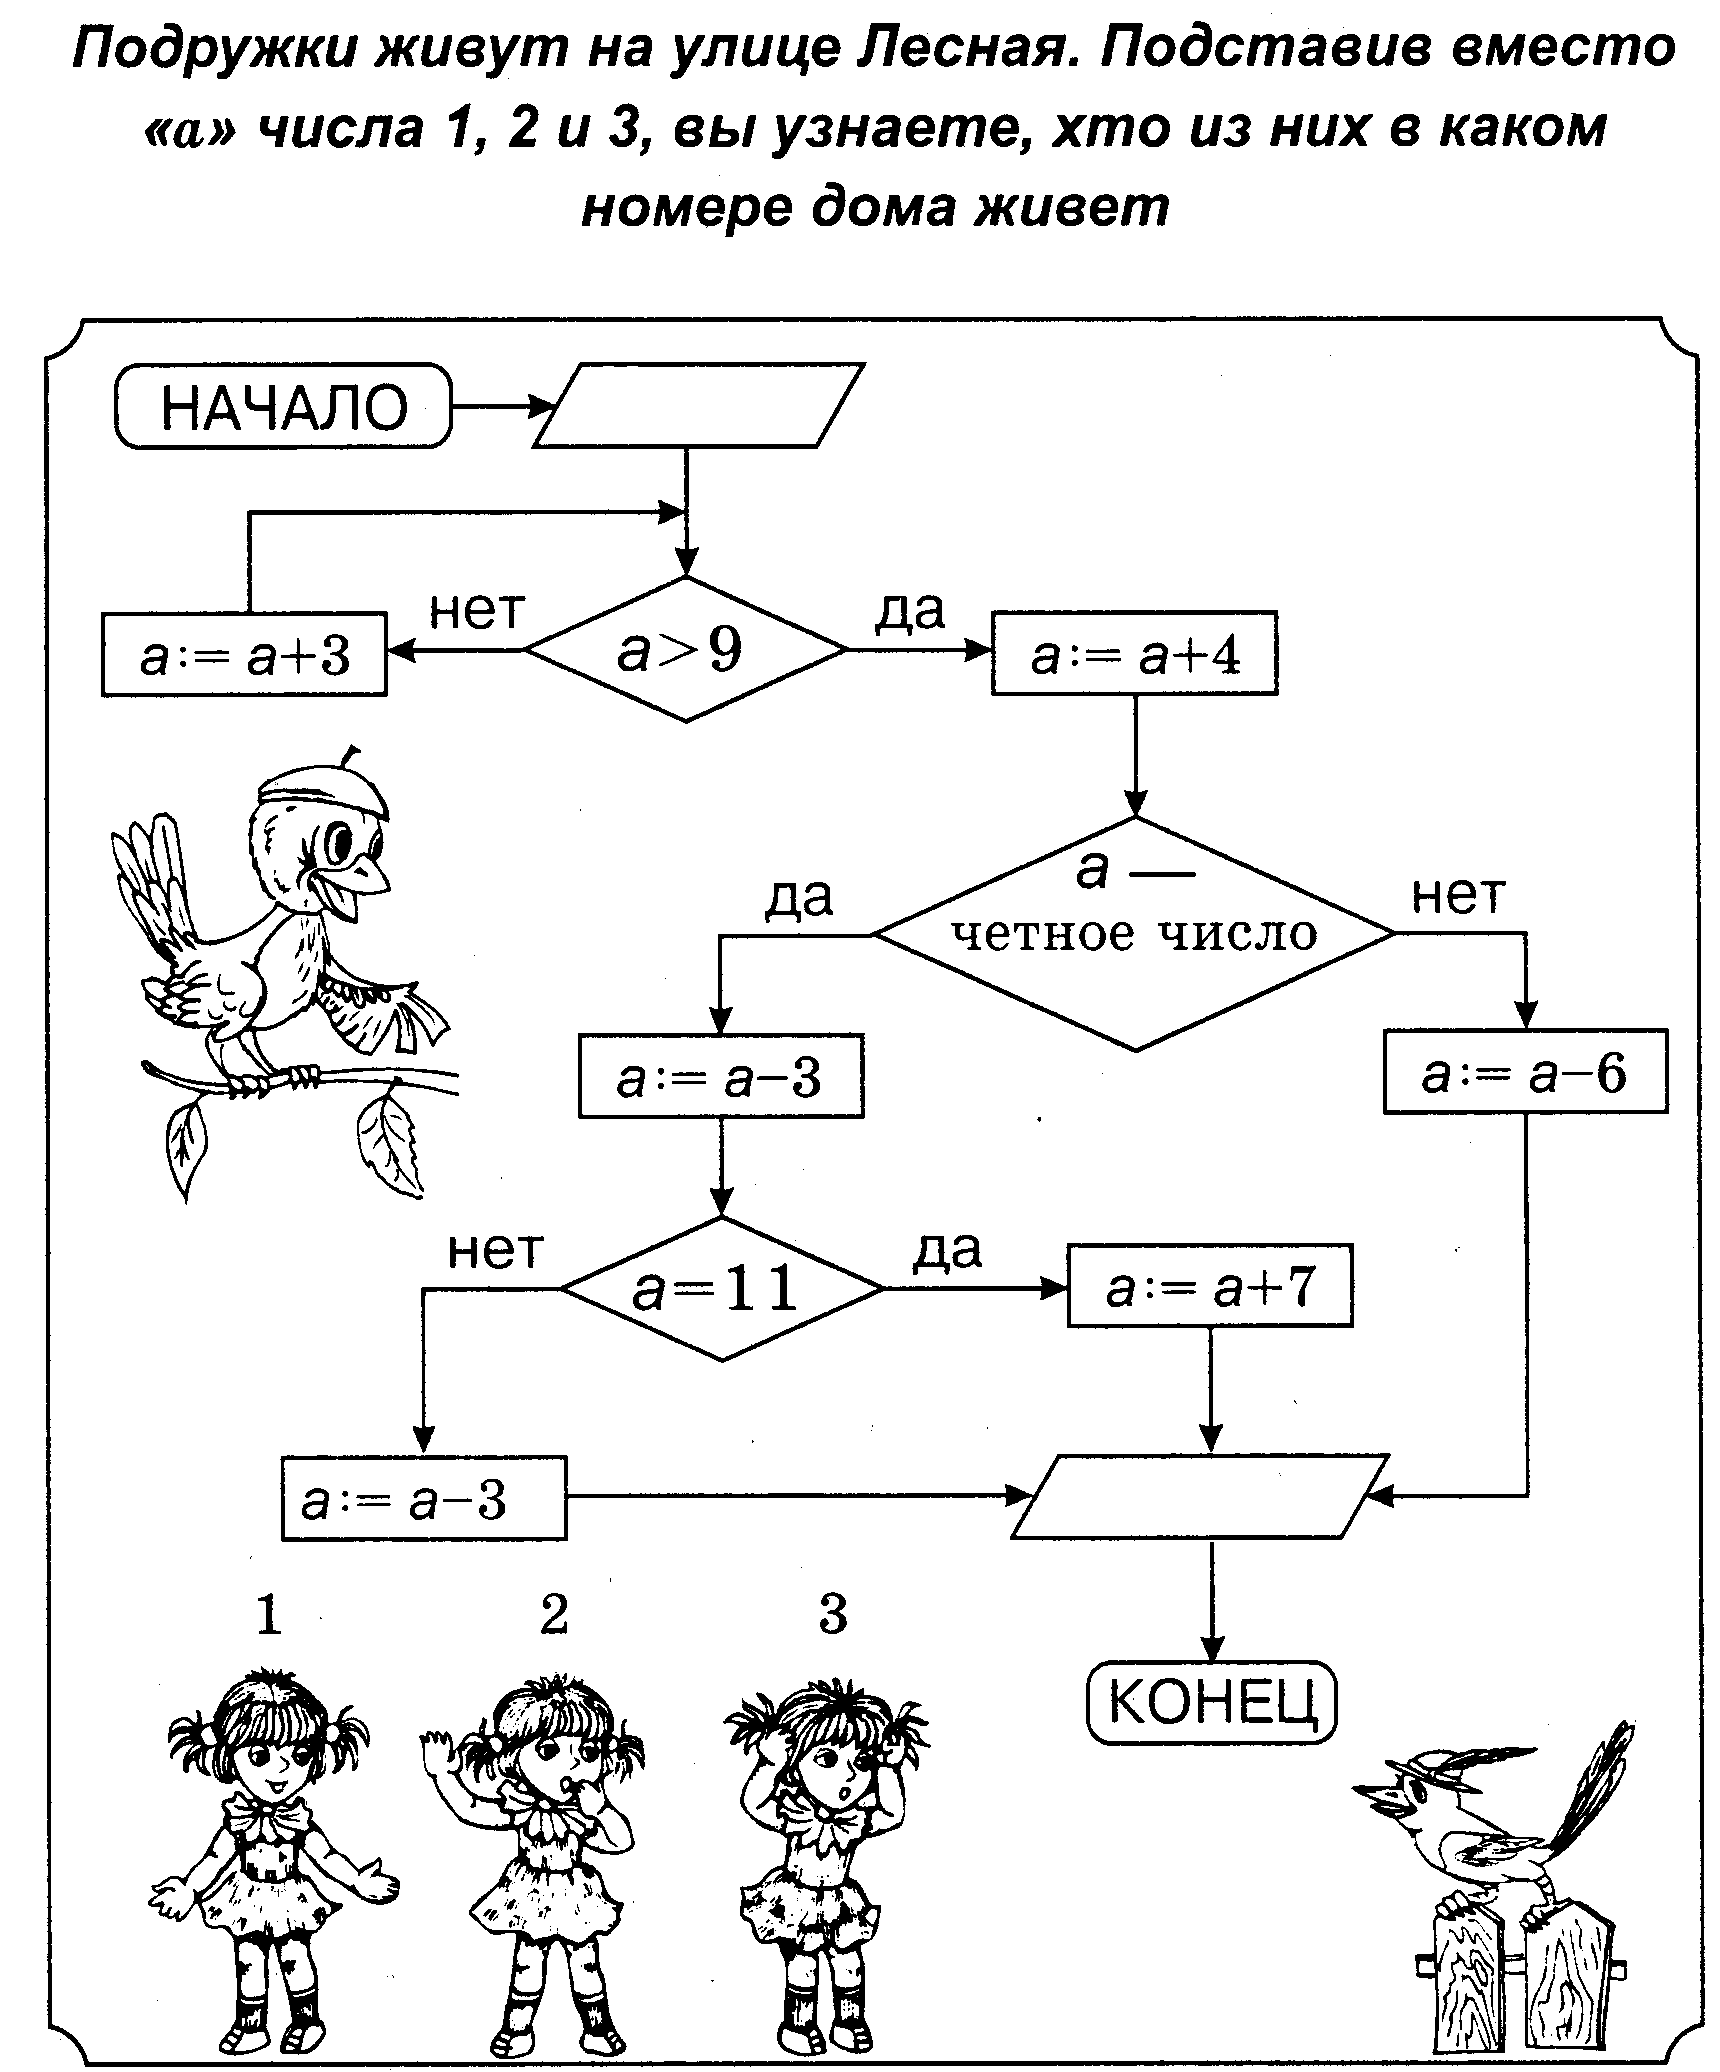 Подружки живут на улице Лесная. Подставив вместо
«а» числа 1, 2 и 3, вы узнаете, хто из них в каком
номере дома живет
НАЧАЛО
нет
да
a:= a+3
a>9
a:= a+4
a —
четное число
да
нет
a:= a−3
a:= a−6
нет
да
a=11
a:= a+7
a:= a−3
1
2
3
КОНЕЦ